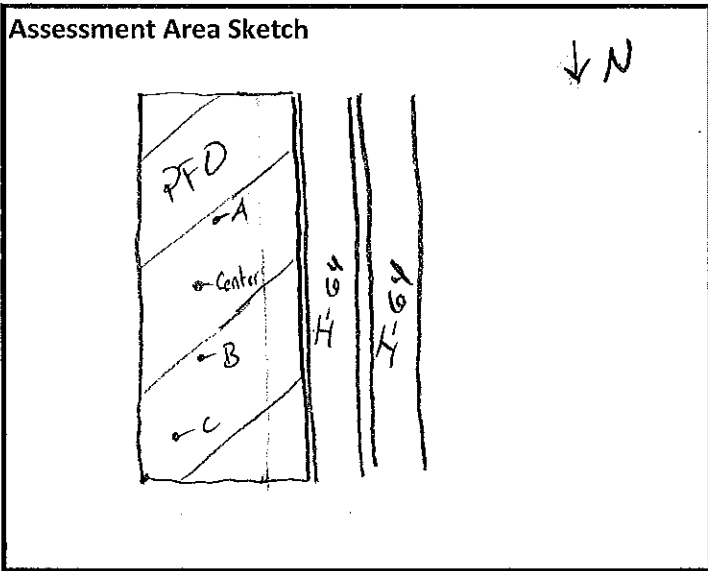 Assessment Area Sketch
N
PFO
A
Center
B
C
I-64
I-64